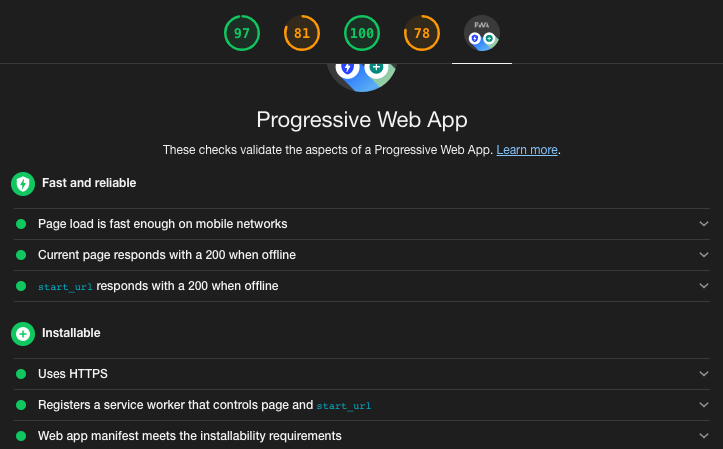 97 81 100 78 PWA
Progressive Web App
These checks validate the aspects of a Progressive Web App. Learn more.
Fast and reliable
Page load is fast enough on mobile networks
Current page responds with a 200 when offline
start_url responds with a 200 when offline
Installable
Uses HTTPS
Registers a service worker that controls page and start_url
Web app manifest meets the installability requirements